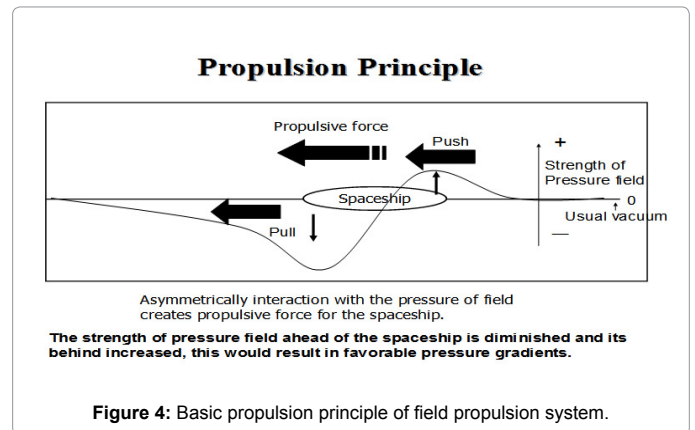 Propulsion Principle
Propulsive force
Push
+
Strength of
Pressure field
Spaceship
0
Usual vacuum
Pull
—
Asymmetrically interaction with the pressure of field
creates propulsive force for the spaceship.
The strength of pressure field ahead of the spaceship is diminished and its
behind increased, this would result in favorable pressure gradients.
Figure 4: Basic propulsion principle of field propulsion system.